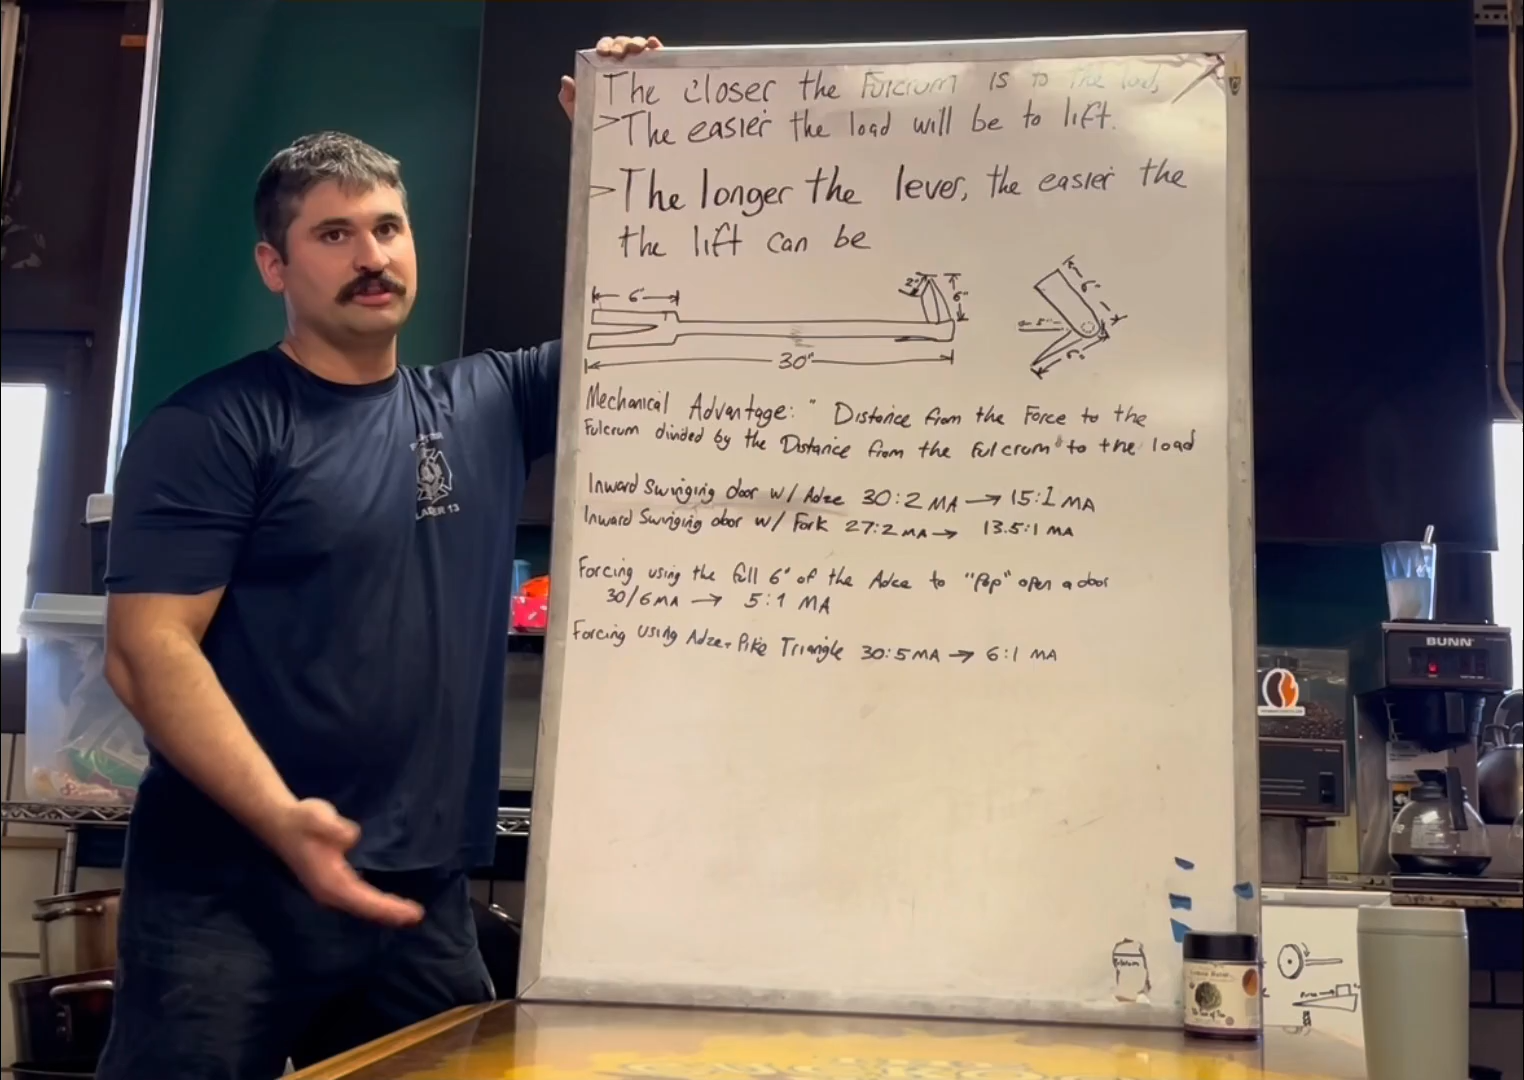 The closer the Fulcrum is to the load,
> The easier the load will be to lift.
> The longer the lever, the easier the
the lift can be
6"
2"
6"
30"
6"
5"
6"
Mechanical Advantage: " Distance from the Force to the
Fulcrum divided by the Distance from the fulcrum" to the load
Inward Swinging door w/ Adze 30:2 MA → 15:1 MA
Inward Swinging door w/ Fork 27:2 MA → 13.5:1 MA
Forcing using the full 6" of the Adze to "Pop" open a door
30/6 MA → 5:1 MA
Forcing using Adze + Pike Triangle 30:5 MA → 6:1 MA
13
BUNN